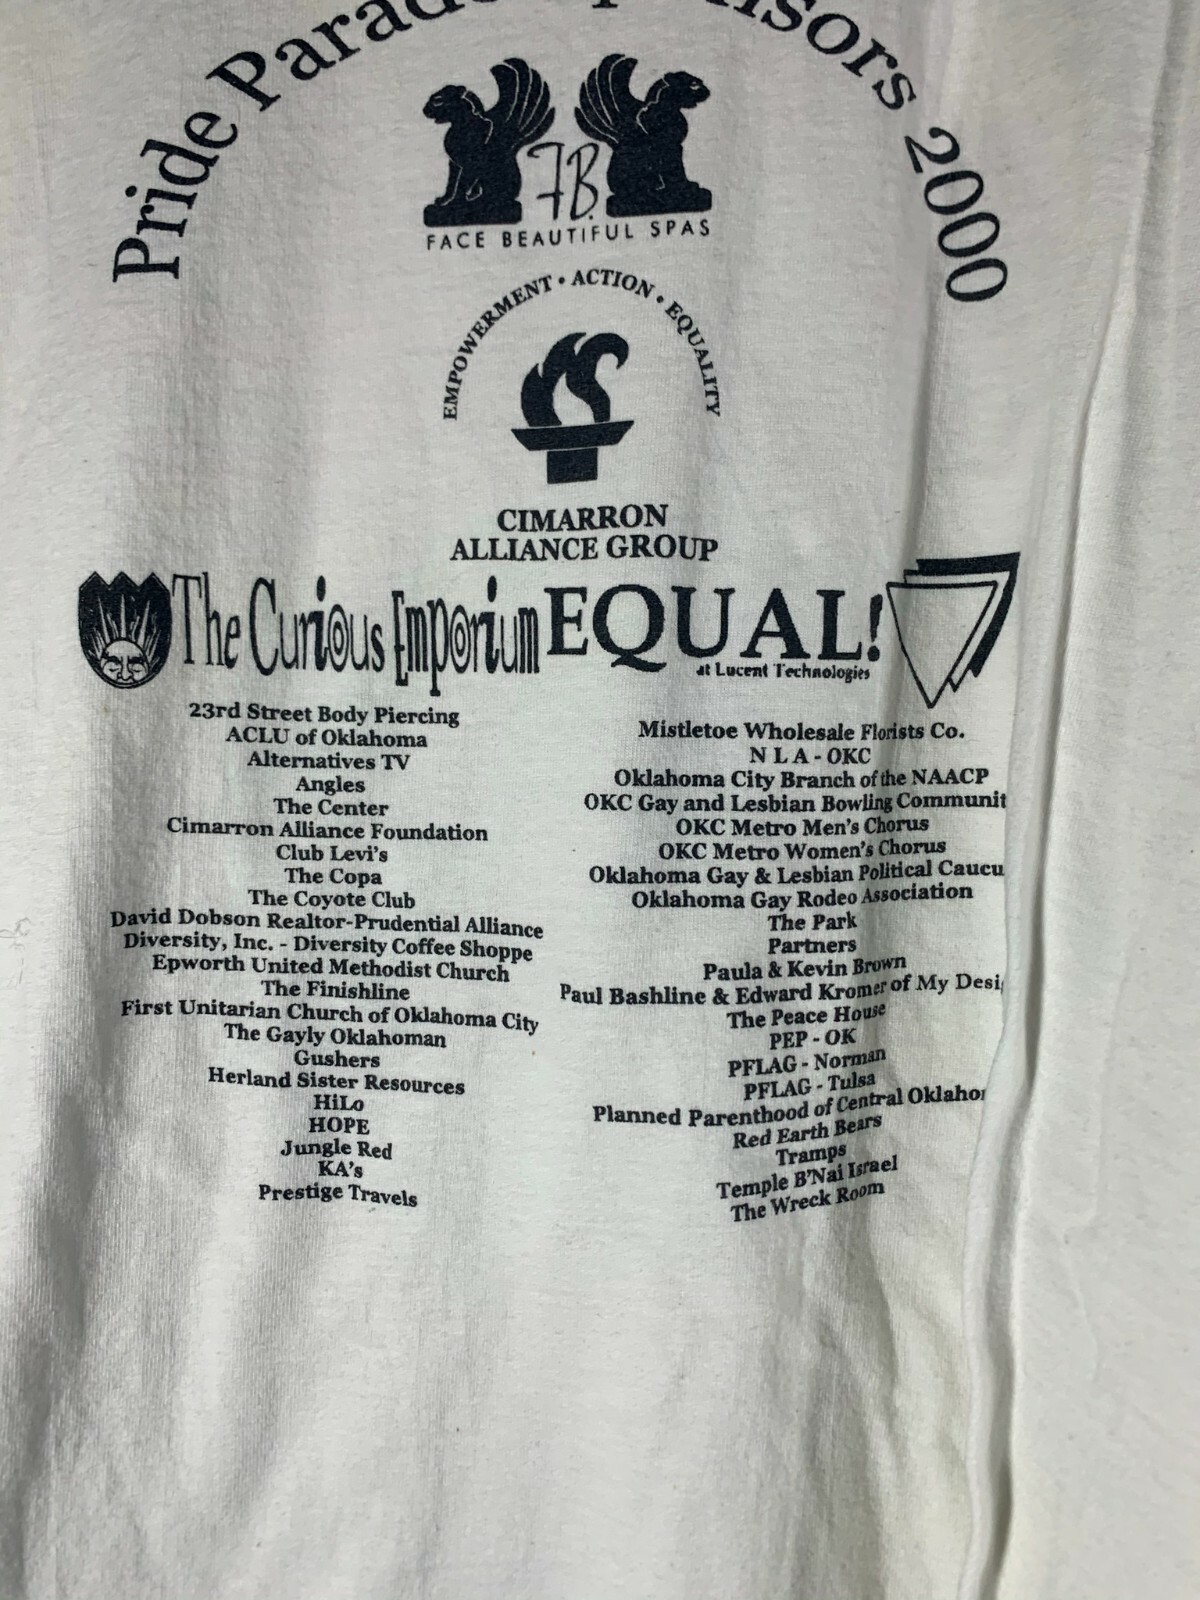 Pride Parade Sponsors 2000
F.B.
FACE BEAUTIFUL SPAS
EMPOWERMENT • ACTION • EQUALITY
CIMARRON
ALLIANCE GROUP
The Curious Emporium
EQUAL!
at Lucent Technologies
23rd Street Body Piercing
ACLU of Oklahoma
Alternatives TV
Angles
The Center
Cimarron Alliance Foundation
Club Levi's
The Copa
The Coyote Club
David Dobson Realtor-Prudential Alliance
Diversity, Inc. - Diversity Coffee Shoppe
Epworth United Methodist Church
The Finishline
First Unitarian Church of Oklahoma City
The Gayly Oklahoman
Gushers
Herland Sister Resources
HiLo
HOPE
Jungle Red
KA's
Prestige Travels
Mistletoe Wholesale Florists Co.
N L A - OKC
Oklahoma City Branch of the NAACP
OKC Gay and Lesbian Bowling Communit
OKC Metro Men's Chorus
OKC Metro Women's Chorus
Oklahoma Gay & Lesbian Political Caucu
Oklahoma Gay Rodeo Association
The Park
Partners
Paula & Kevin Brown
Paul Bashline & Edward Kromer of My Desi
The Peace House
PEP - OK
PFLAG - Norman
PFLAG - Tulsa
Planned Parenthood of Central Oklaho
Red Earth Bears
Tramps
Temple B'Nai Israel
The Wreck Room